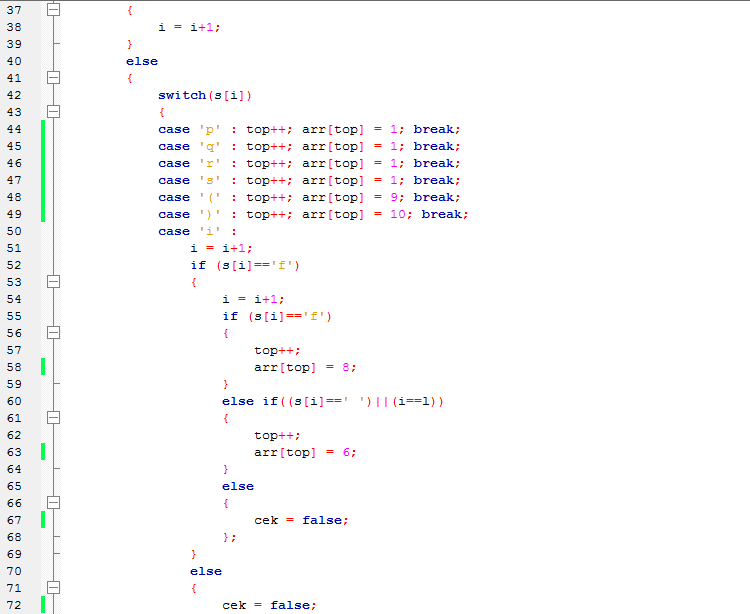 37 {
38 i = i+1;
39 }
40 else
41 {
42 switch(s[i])
43 {
44 case 'p' : top++; arr[top] = 1; break;
45 case 'q' : top++; arr[top] = 1; break;
46 case 'r' : top++; arr[top] = 1; break;
47 case 's' : top++; arr[top] = 1; break;
48 case '(' : top++; arr[top] = 9; break;
49 case ')' : top++; arr[top] = 10; break;
50 case 'i' :
51 i = i+1;
52 if (s[i]=='f')
53 {
54 i = i+1;
55 if (s[i]=='f')
56 {
57 top++;
58 arr[top] = 8;
59 }
60 else if((s[i]==' ')||(i==l))
61 {
62 top++;
63 arr[top] = 6;
64 }
65 else
66 {
67 cek = false;
68 };
69 }
70 else
71 {
72 cek = false;